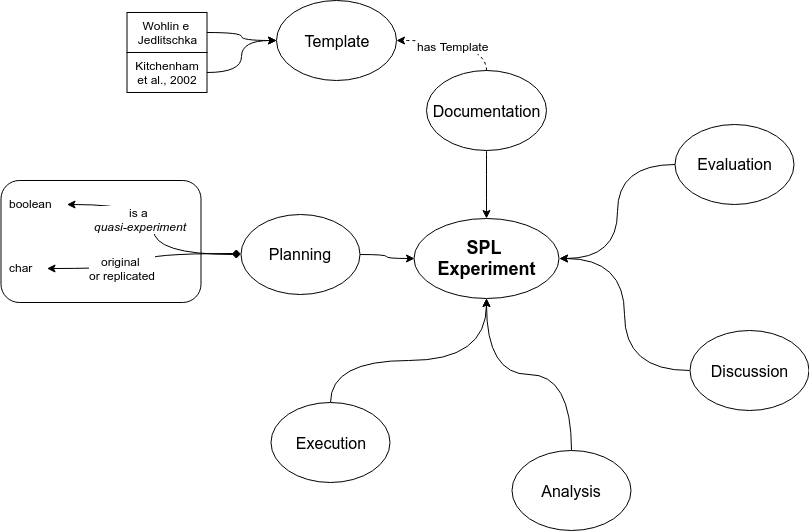 Wohlin e
Jedlitschka
Kitchenham
et al., 2002
Template
has Template
Documentation
Evaluation
boolean
is a
quasi-experiment
char
original
or replicated
Planning
SPL
Experiment
Discussion
Execution
Analysis